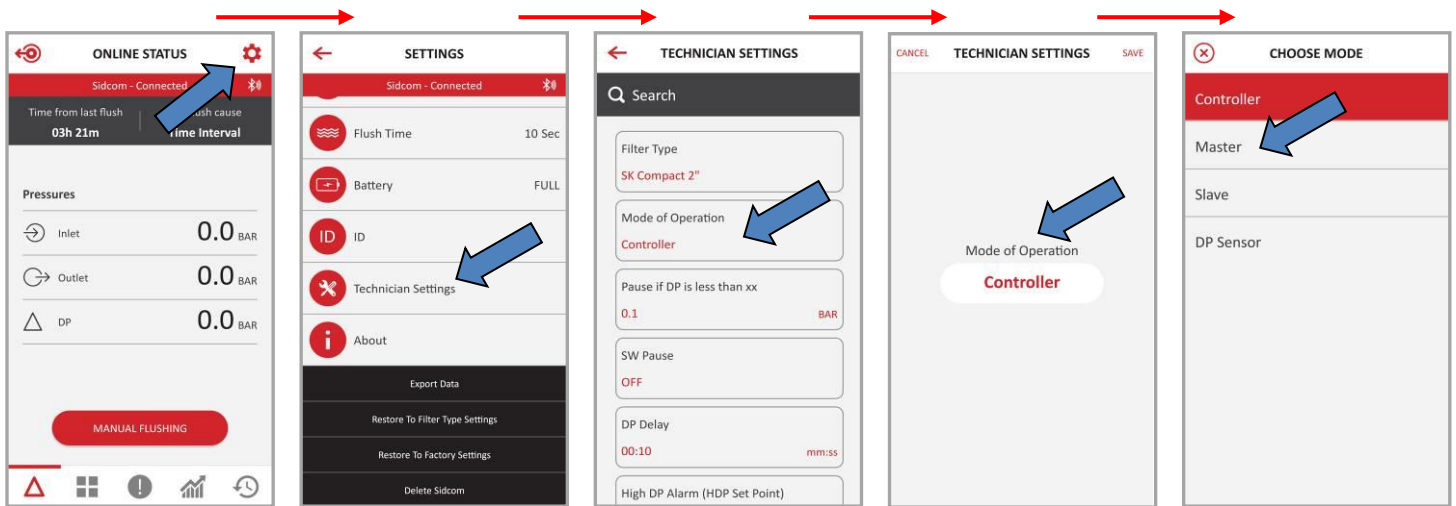 ONLINE STATUS
Sidcom - Connected
Time from last flush
03h 21m
cause
Time Interval
Pressures
Inlet
0.0 BAR
Outlet
0.0 BAR
DP
0.0 BAR
MANUAL FLUSHING
SETTINGS
Sidcom - Connected
Flush Time 10 Sec
Battery FULL
ID ID
Technician Settings
About
Export Data
Restore To Filter Type Settings
Restore To Factory Settings
Delete Sidcom
TECHNICIAN SETTINGS
Search
Filter Type
SK Compact 2"
Mode of Operation
Controller
Pause if DP is less than xx
0.1 BAR
SW Pause
OFF
DP Delay
00:10 mm:ss
High DP Alarm (HDP Set Point)
CANCEL TECHNICIAN SETTINGS SAVE
Mode of Operation
Controller
CHOOSE MODE
Controller
Master
Slave
DP Sensor